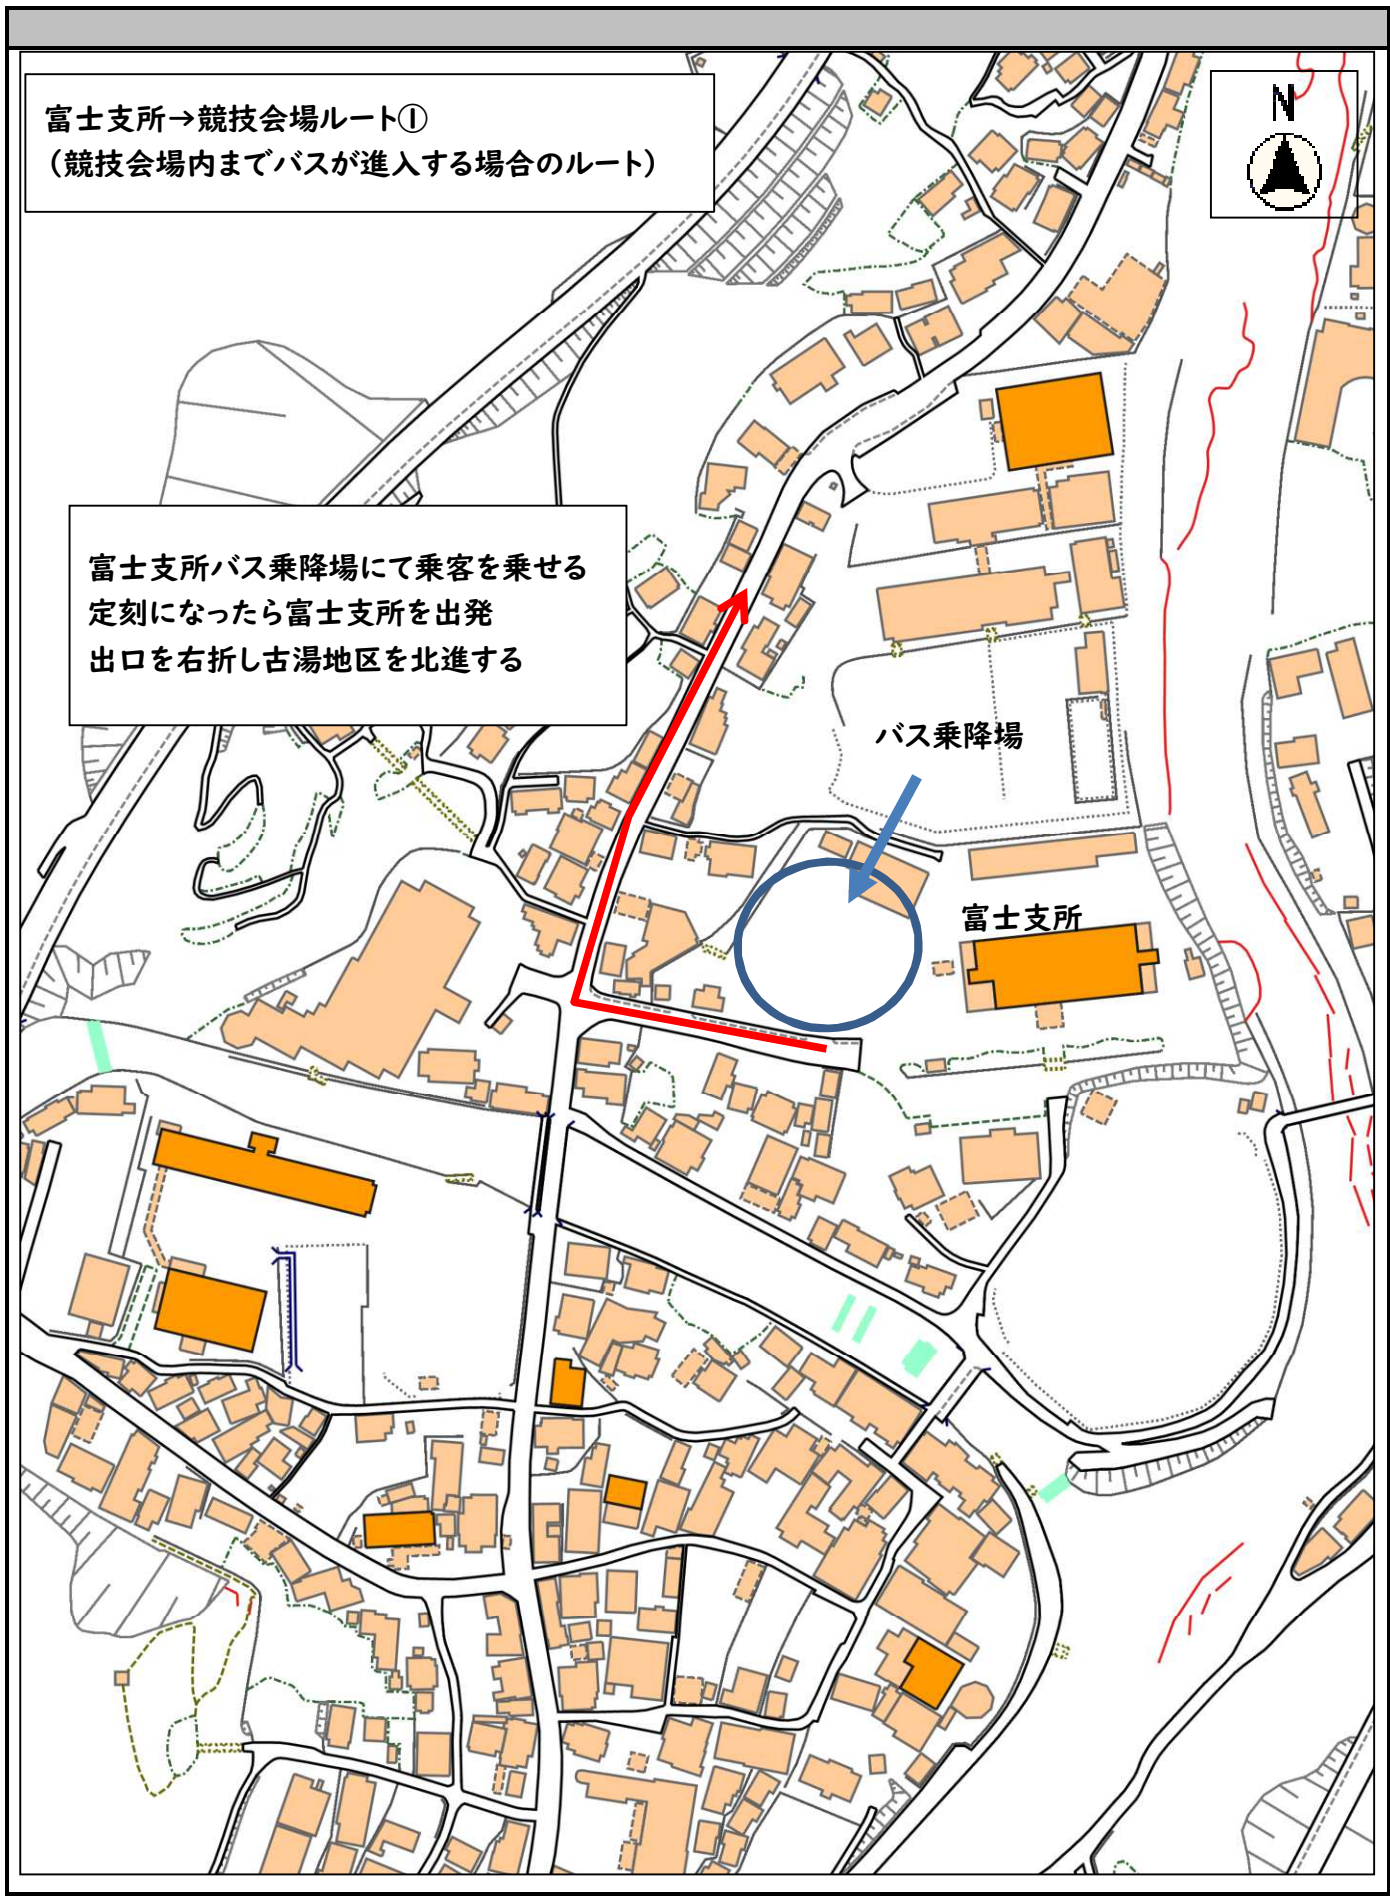 富士支所→競技会場ルート①
（競技会場内までバスが進入する場合のルート）
N
富士支所バス乗降場にて乗客を乗せる
定刻になったら富士支所を出発
出口を右折し古湯地区を北進する
バス乗降場
富士支所